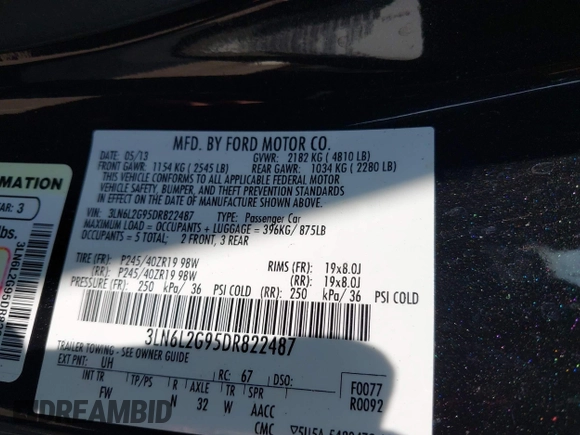 MFD. BY FORD MOTOR CO.
DATE: 05/13 GVWR: 2182 KG ( 4810 LB)
FRONT GAWR: 1154 KG ( 2545 LB) REAR GAWR: 1034 KG ( 2280 LB)
THIS VEHICLE CONFORMS TO ALL APPLICABLE FEDERAL MOTOR
VEHICLE SAFETY, BUMPER, AND THEFT PREVENTION STANDARDS
IN EFFECT ON THE DATE OF MANUFACTURE SHOWN ABOVE.
VIN: 3LN6L2G95DR822487 TYPE: Passenger Car
MAXIMUM LOAD = OCCUPANTS + LUGGAGE = 396KG/ 875LB
OCCUPANTS = 5 TOTAL: 2 FRONT, 3 REAR
TIRE (FR): P245/40ZR19 98W RIMS (FR): 19x8.0J
(RR): P245/40ZR19 98W (RR): 19x8.0J
PRESSURE (FR): 250 kPa/ 36 PSI COLD (RR): 250 kPa/ 36 PSI COLD
3LN6L2G95DR822487
TRAILER TOWING - SEE OWNER GUIDE
EXT PNT: UH RC: 67 DSO: F0077
INT TR TP/PS R AXLE TR SPR R0092
FW N 32 W AACC
CMC
RMATION
AR: 3
lbs.
IDREAMBID